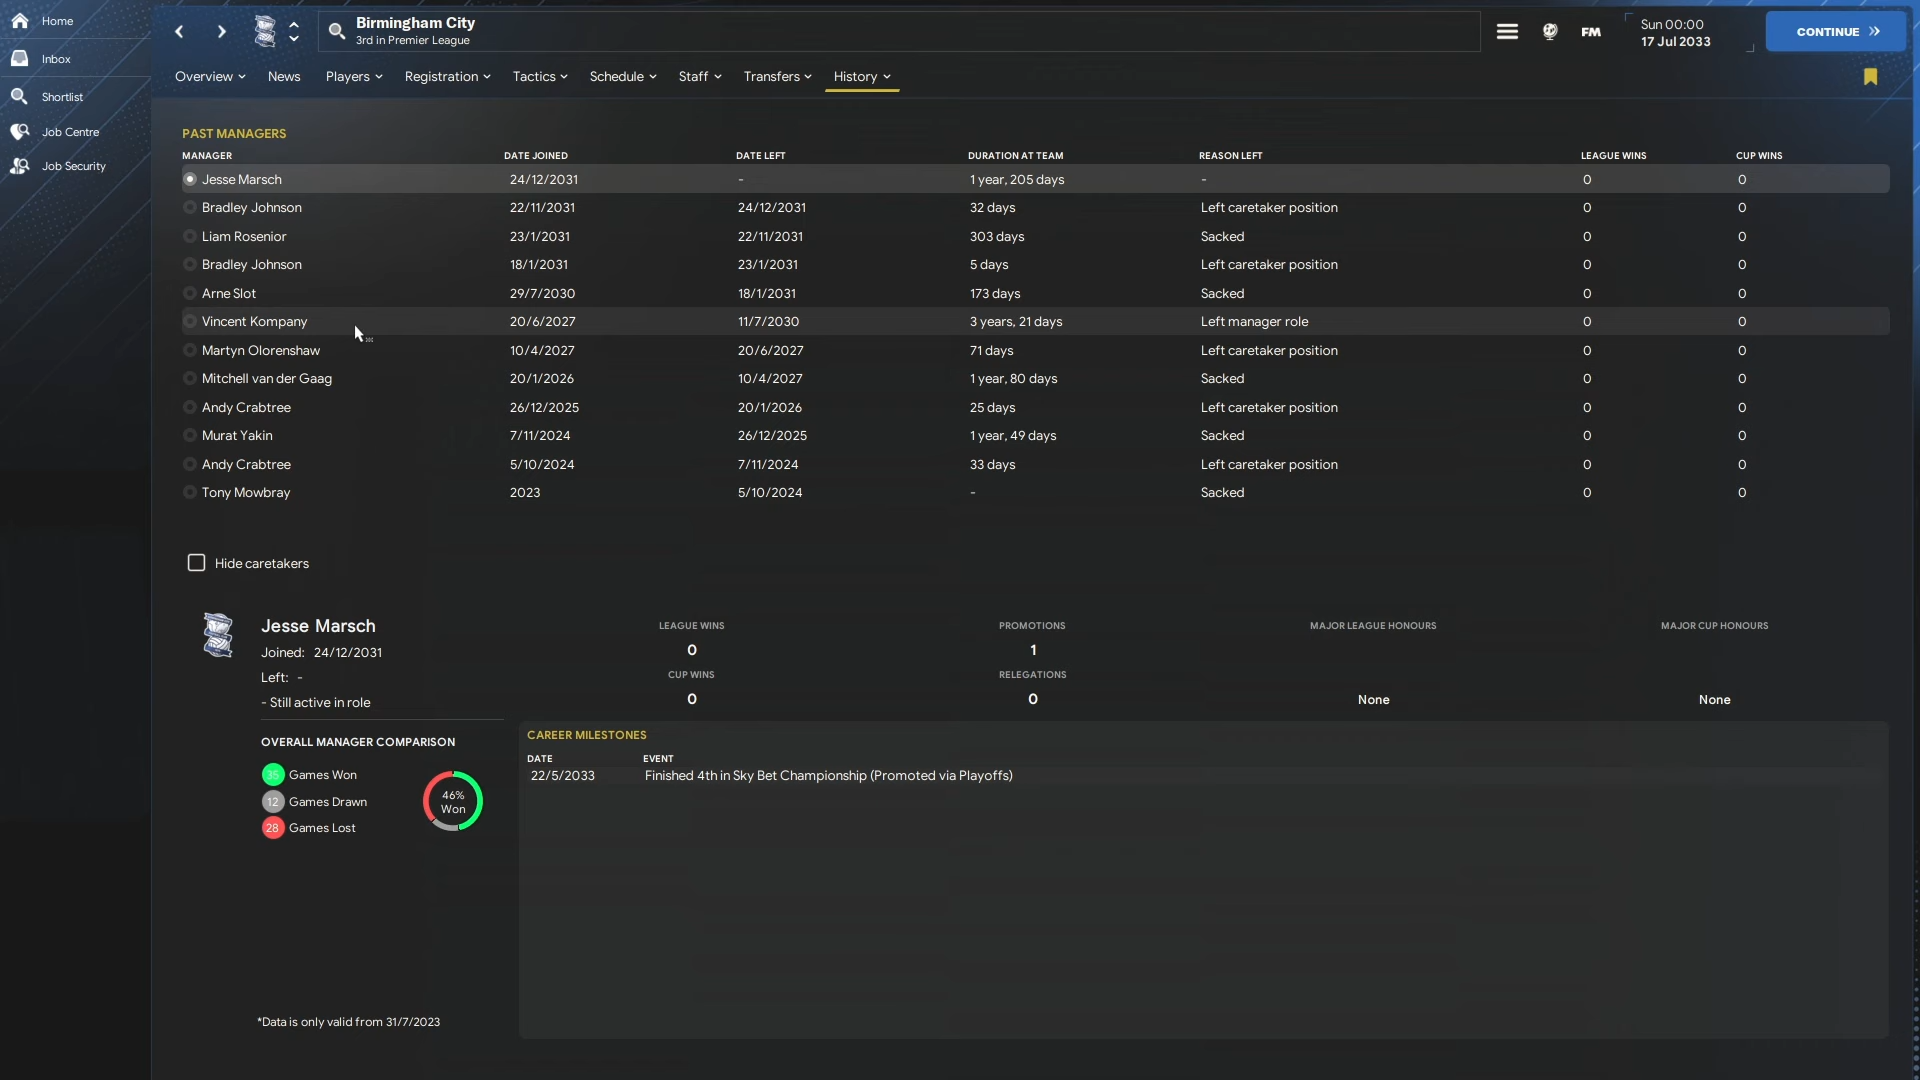 Home
Inbox
Shortlist
Job Centre
Job Security
Birmingham City
3rd in Premier League
FM
Sun 00:00
17 Jul 2033
CONTINUE
Overview News Players Registration Tactics Schedule Staff Transfers History
PAST MANAGERS
MANAGER DATE JOINED DATE LEFT DURATION AT TEAM REASON LEFT LEAGUE WINS CUP WINS
Jesse Marsch 24/12/2031 - 1 year, 205 days - 0 0
Bradley Johnson 22/11/2031 24/12/2031 32 days Left caretaker position 0 0
Liam Rosenior 23/1/2031 22/11/2031 303 days Sacked 0 0
Bradley Johnson 18/1/2031 23/1/2031 5 days Left caretaker position 0 0
Arne Slot 29/7/2030 18/1/2031 173 days Sacked 0 0
Vincent Kompany 20/6/2027 11/7/2030 3 years, 21 days Left manager role 0 0
Martyn Olorenshaw 10/4/2027 20/6/2027 71 days Left caretaker position 0 0
Mitchell van der Gaag 20/1/2026 10/4/2027 1 year, 80 days Sacked 0 0
Andy Crabtree 26/12/2025 20/1/2026 25 days Left caretaker position 0 0
Murat Yakin 7/11/2024 26/12/2025 1 year, 49 days Sacked 0 0
Andy Crabtree 5/10/2024 7/11/2024 33 days Left caretaker position 0 0
Tony Mowbray 2023 5/10/2024 - Sacked 0 0
Hide caretakers
Jesse Marsch
Joined: 24/12/2031
Left: -
- Still active in role
LEAGUE WINS PROMOTIONS MAJOR LEAGUE HONOURS MAJOR CUP HONOURS
0 1
CUP WINS RELEGATIONS
0 0 None None
OVERALL MANAGER COMPARISON
35 Games Won
12 Games Drawn
28 Games Lost
46%
Won
CAREER MILESTONES
DATE EVENT
22/5/2033 Finished 4th in Sky Bet Championship (Promoted via Playoffs)
*Data is only valid from 31/7/2023